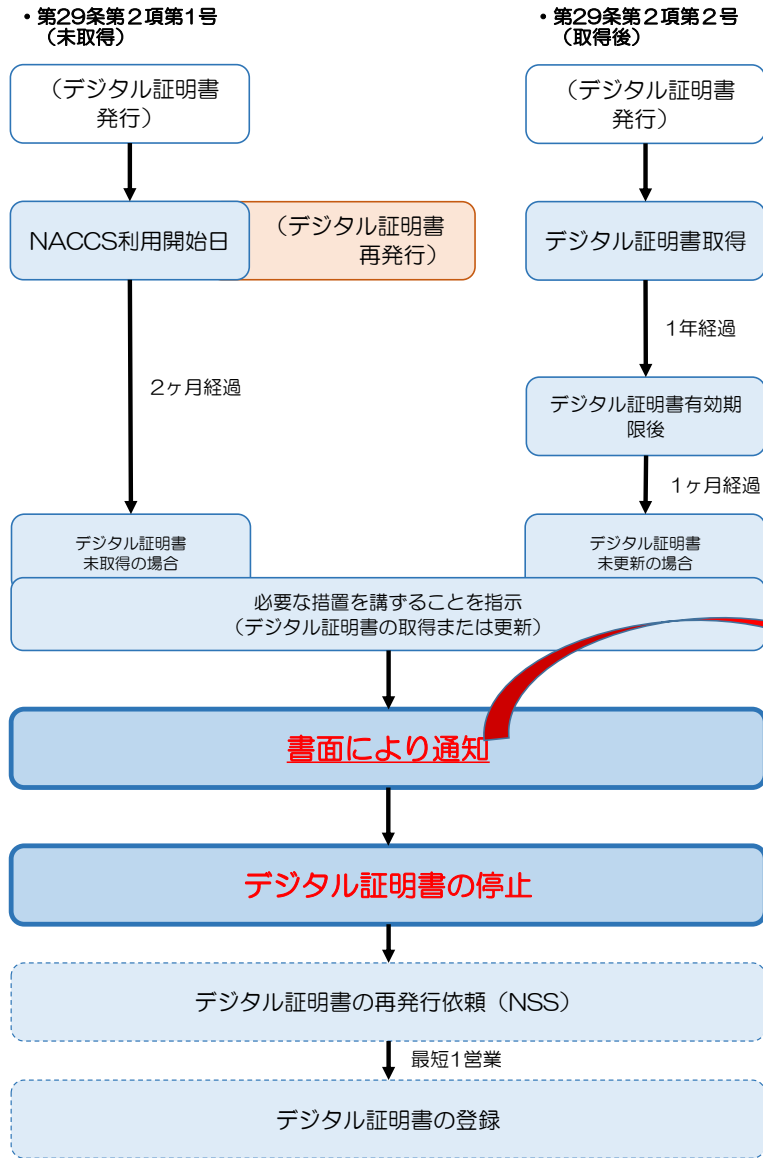 ・第29条第２項第１号
（未取得）
・第29条第２項第２号
（取得後）
（デジタル証明書
発行）
（デジタル証明書
発行）
NACCS利用開始日
（デジタル証明書
再発行）
デジタル証明書取得
1年経過
2ヶ月経過
デジタル証明書有効期
限後
1ヶ月経過
デジタル証明書
未取得の場合
デジタル証明書
未更新の場合
必要な措置を講ずることを指示
（デジタル証明書の取得または更新）
書面により通知
デジタル証明書の停止
デジタル証明書の再発行依頼（NSS）
最短1営業
デジタル証明書の登録